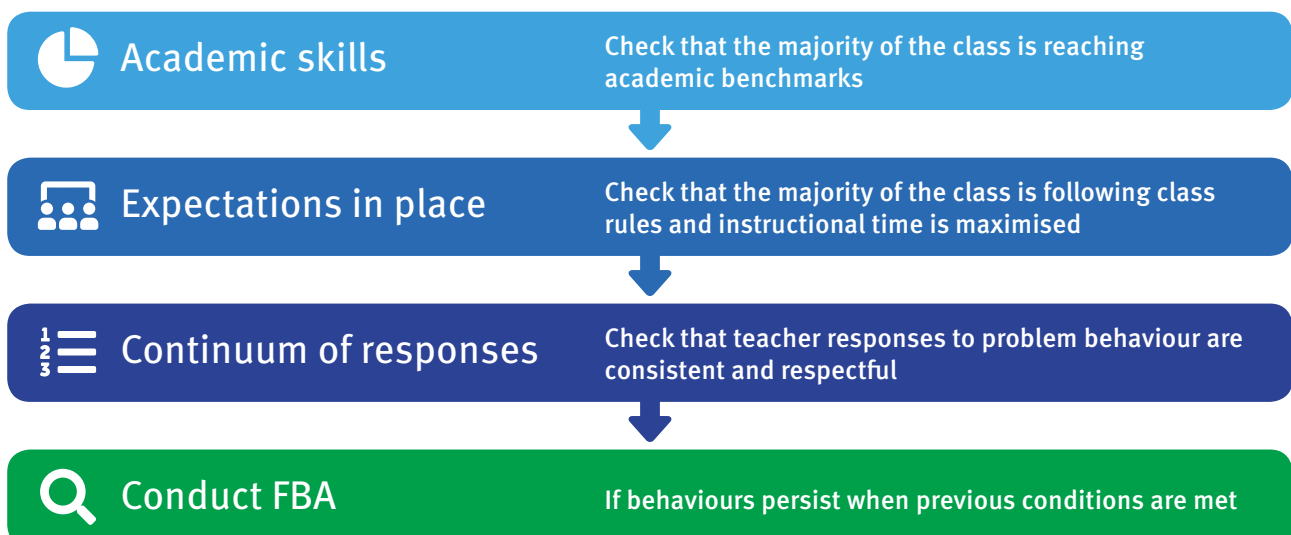 Academic skills
Check that the majority of the class is reaching
academic benchmarks
Expectations in place
Check that the majority of the class is following class
rules and instructional time is maximised
1
2
3
Continuum of responses
Check that teacher responses to problem behaviour are
consistent and respectful
Conduct FBA
If behaviours persist when previous conditions are met